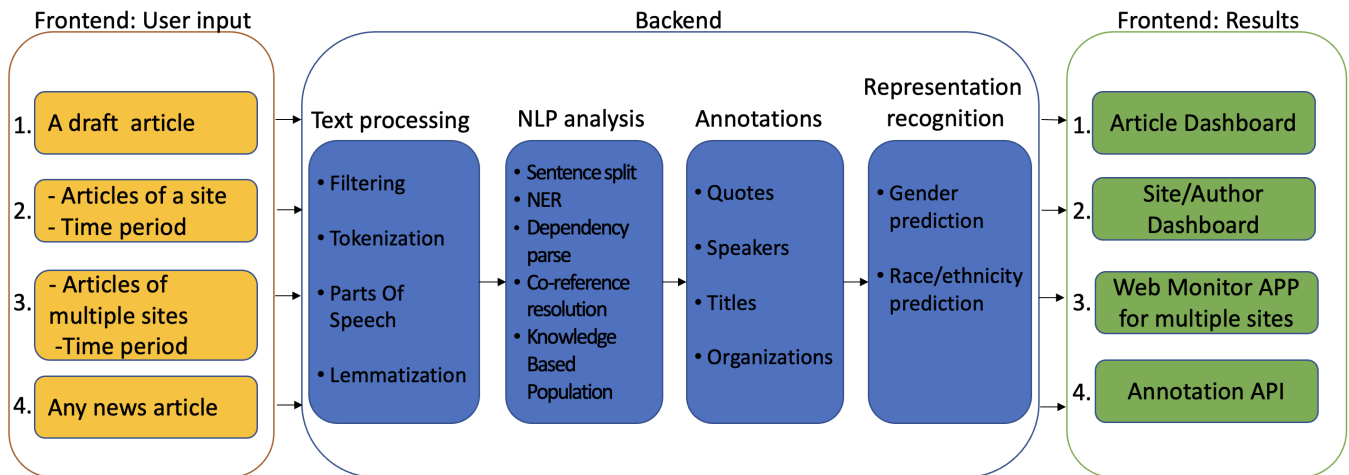 Frontend: User input
1. A draft article
2. - Articles of a site
- Time period
3. - Articles of
multiple sites
-Time period
4. Any news article
Backend
Text processing
• Filtering
• Tokenization
• Parts Of
Speech
• Lemmatization
NLP analysis
• Sentence split
• NER
• Dependency
parse
• Co-reference
resolution
• Knowledge
Based
Population
Annotations
• Quotes
• Speakers
• Titles
• Organizations
Representation
recognition
• Gender
prediction
• Race/ethnicity
prediction
Frontend: Results
1. Article Dashboard
2. Site/Author
Dashboard
3. Web Monitor APP
for multiple sites
4. Annotation API